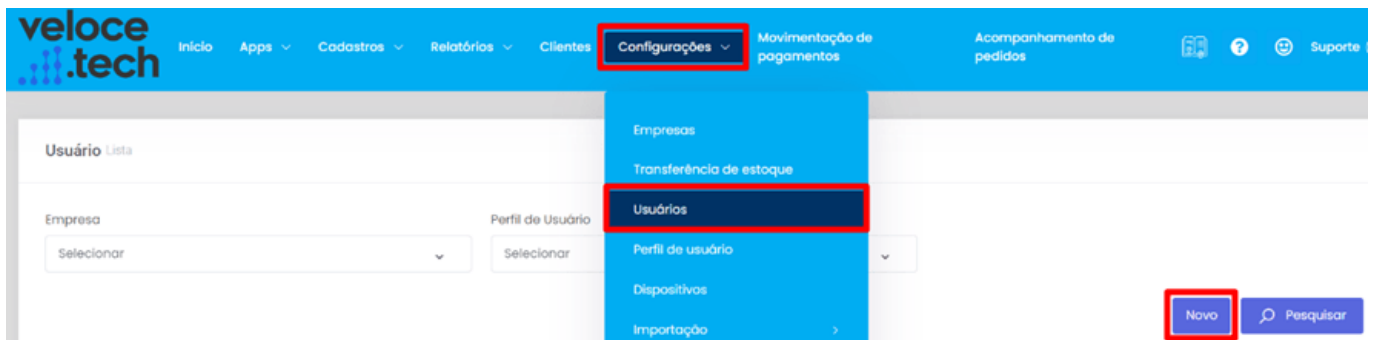 veloce
.tech
Início Apps Cadastros Relatórios Clientes Configurações Movimentação de pagamentos Acompanhamento de pedidos ? Suporte
Empresas
Usuário Lista
Transferência de estoque
Usuários
Empresa Perfil de Usuário
Selecionar Selecionar
Perfil de usuário
Dispositivos
Importação
Novo Pesquisar